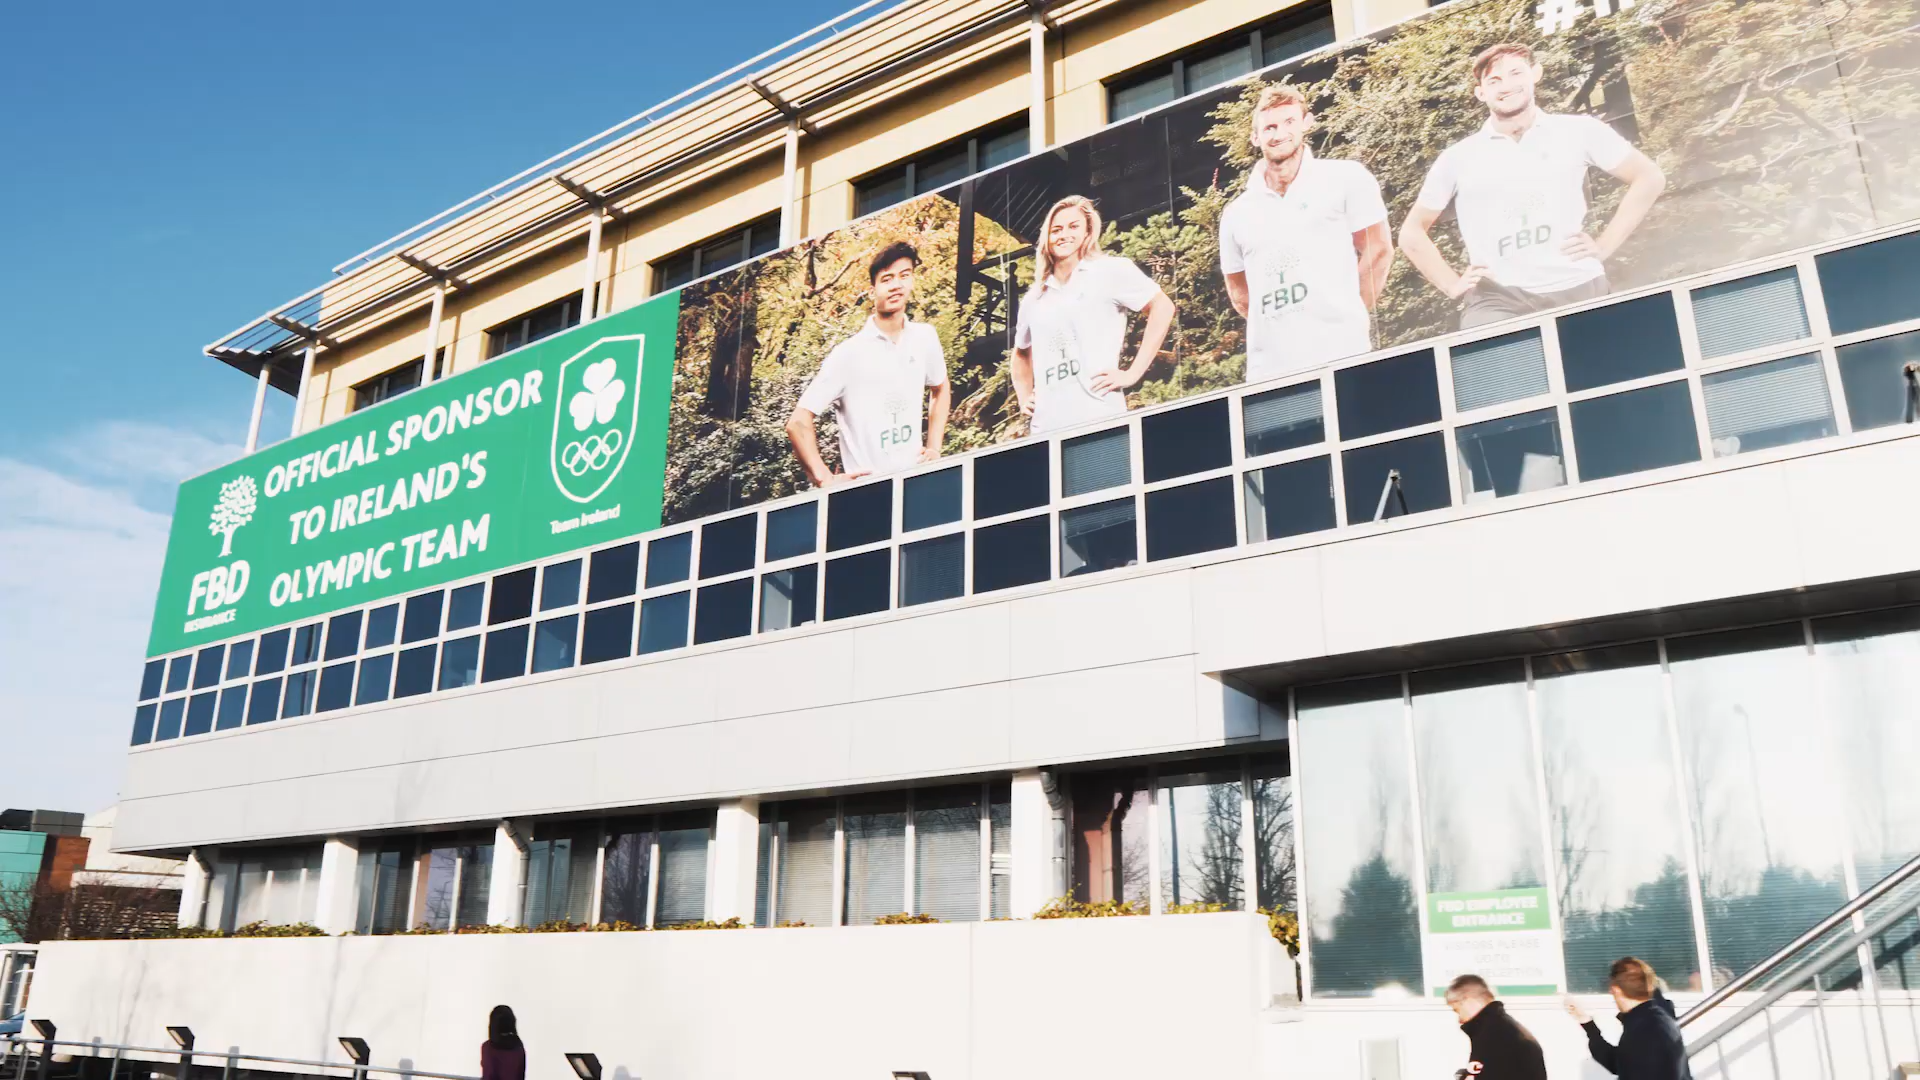 OFFICIAL SPONSOR
TO IRELAND'S
OLYMPIC TEAM
FBD
INSURANCE
Team Ireland
FBD
FBD
FBD
FBD
FBD EMPLOYEE
ENTRANCE
VISITORS PLEASE